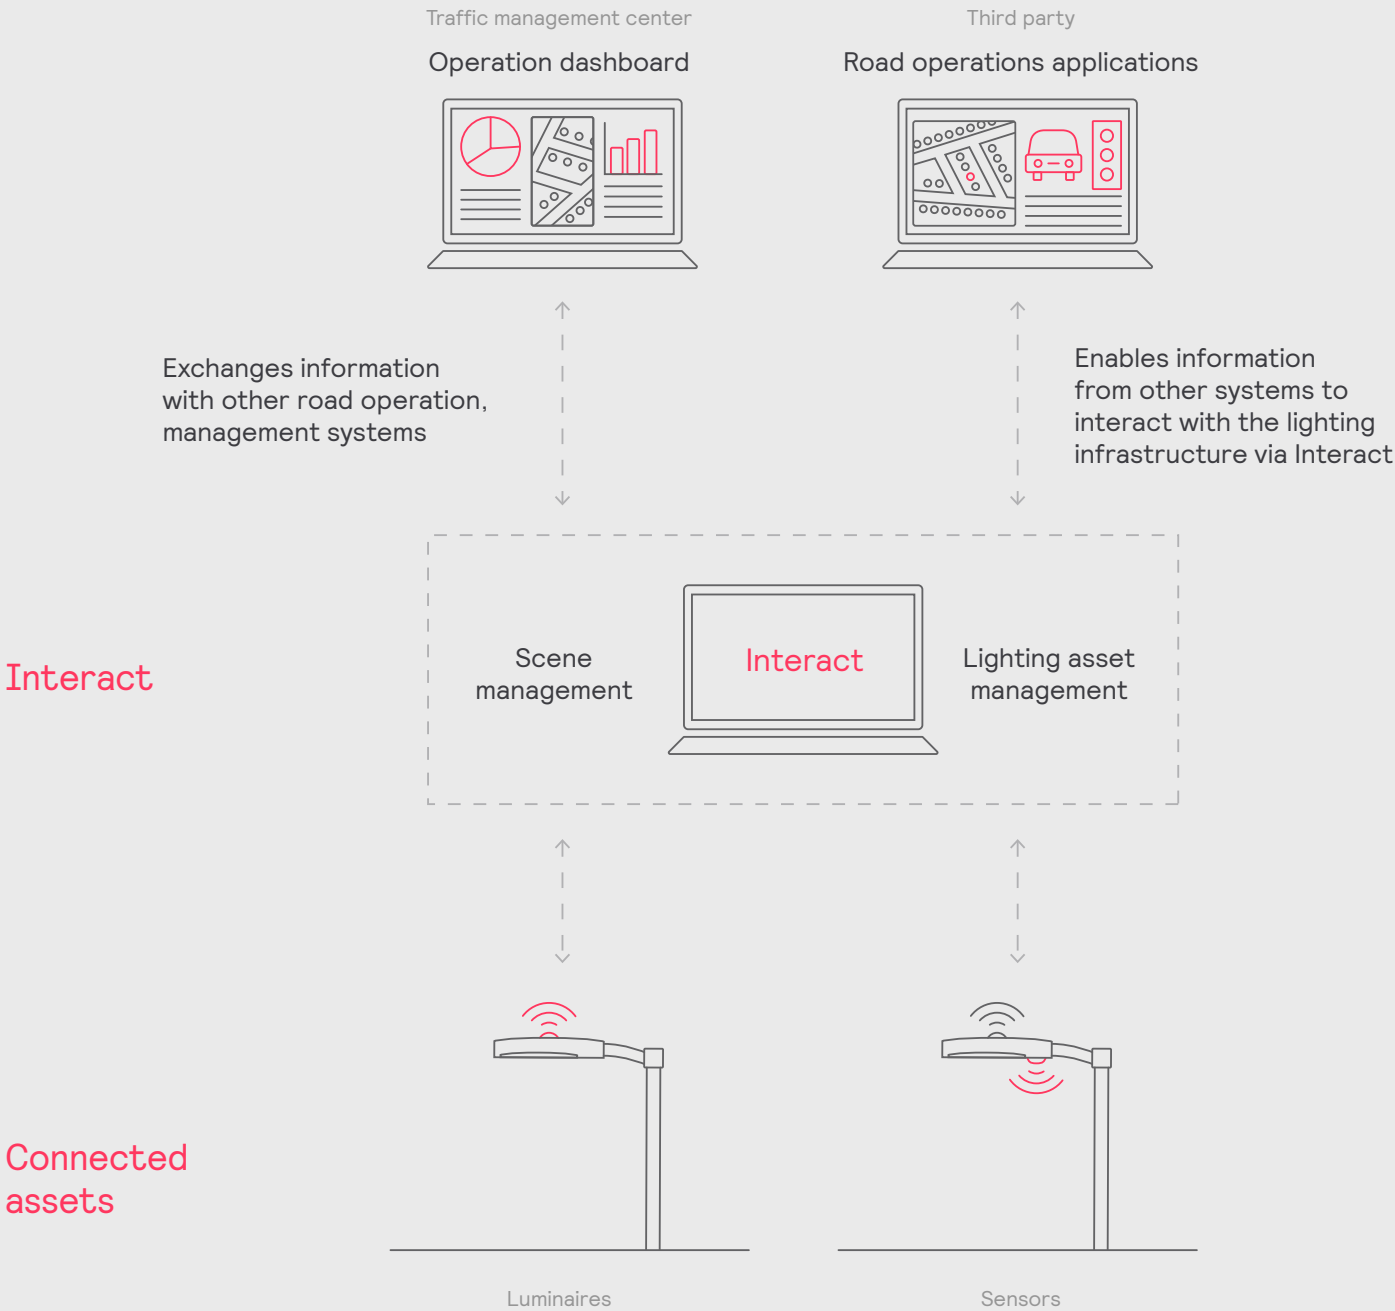 Traffic management center
Operation dashboard
Third party
Road operations applications
Exchanges information
with other road operation,
management systems
Enables information
from other systems to
interact with the lighting
infrastructure via Interact
Interact
Scene
management
Interact
Lighting asset
management
Connected
assets
Luminaires
Sensors